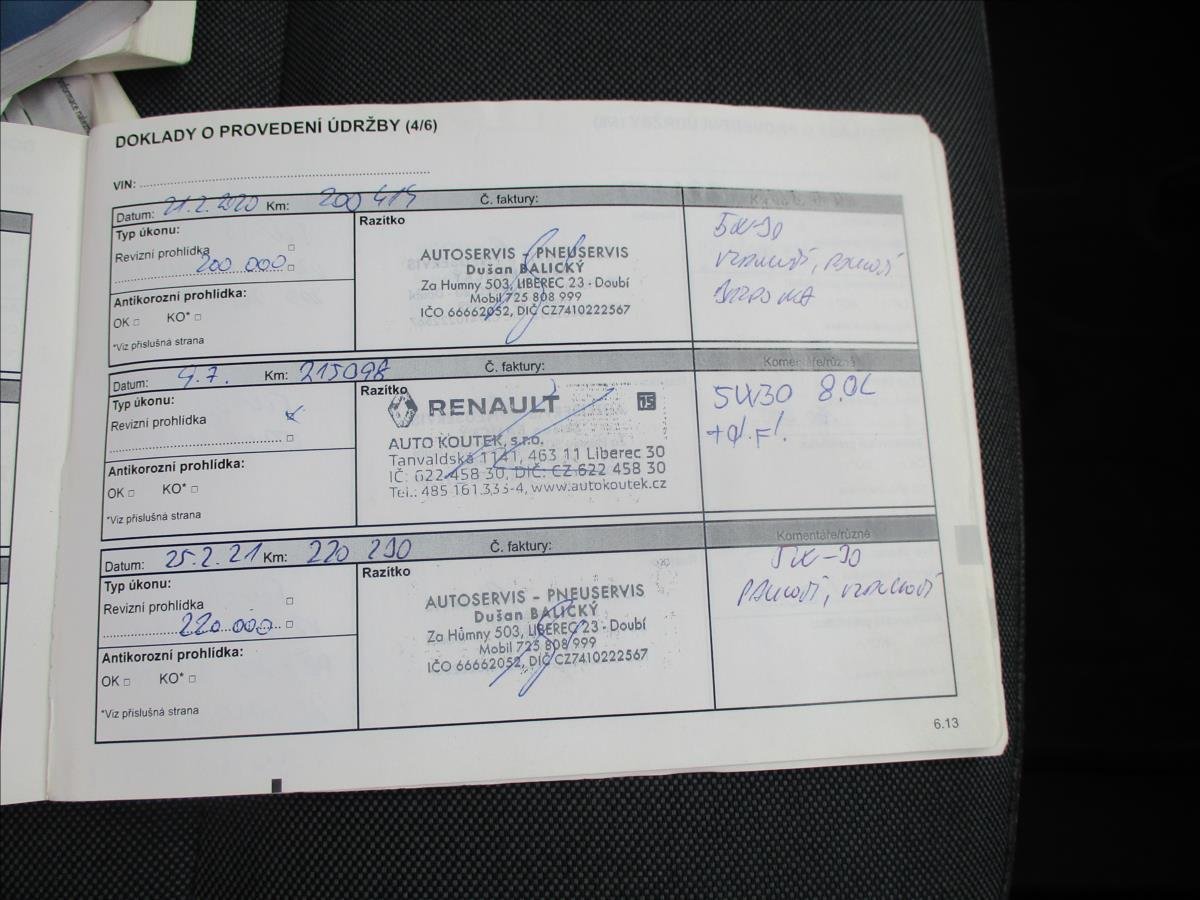 DOKLADY O PROVEDENÍ ÚDRŽBY (4/6)
VIN:
Datum: 21.2.2020 Km: 200 419 Č. faktury:
Typ úkonu:
Revizní prohlídka
200 000
Antikorozní prohlídka:
OK KO*
*Viz příslušná strana
Razítko
AUTOSERVIS - PNEUSERVIS
Dušan BALICKÝ
Za Humny 503, LIBEREC 23 - Doubí
Mobil 725 808 999
IČO 66662052, DIČ CZ7410222567
5W-30
Datum: 9.7. Km: 215098 Č. faktury:
Komentáře/různé
Typ úkonu:
Revizní prohlídka
Antikorozní prohlídka:
OK KO*
*Viz příslušná strana
Razítko
RENAULT
AUTO KOUTEK, s.r.o.
Tanvaldská 1141, 463 11 Liberec 30
IČ: 622 458 30, DIČ: CZ 622 458 30
Tel.: 485 161 333-4, www.autokoutek.cz
5W30 8.0L
Datum: 25.2.21 Km: 220 290 Č. faktury:
Komentáře/různé
Typ úkonu:
Revizní prohlídka
220 000
Antikorozní prohlídka:
OK KO*
*Viz příslušná strana
Razítko
AUTOSERVIS - PNEUSERVIS
Dušan BALICKÝ
Za Humny 503, LIBEREC 23 - Doubí
Mobil 725 808 999
IČO 66662052, DIČ CZ7410222567
5W-30
6.13